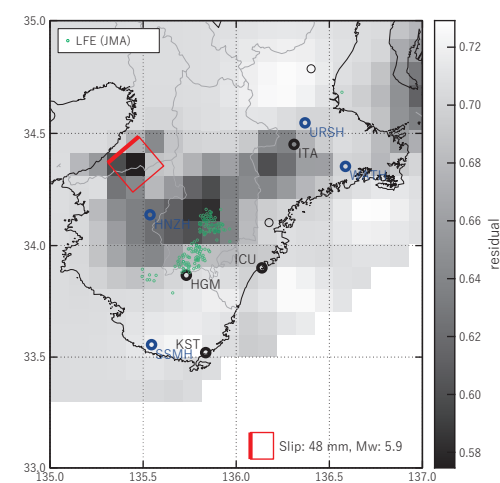 35.0
LFE (JMA)
0.72
0.70
34.5
URSH
ITA
0.68
HNZH
0.66
34.0
ICU
HGM
residual
0.64
0.62
KST
33.5
SSMH
0.60
Slip: 48 mm, Mw: 5.9
0.58
33.0
135.0 135.5 136.0 136.5 137.0